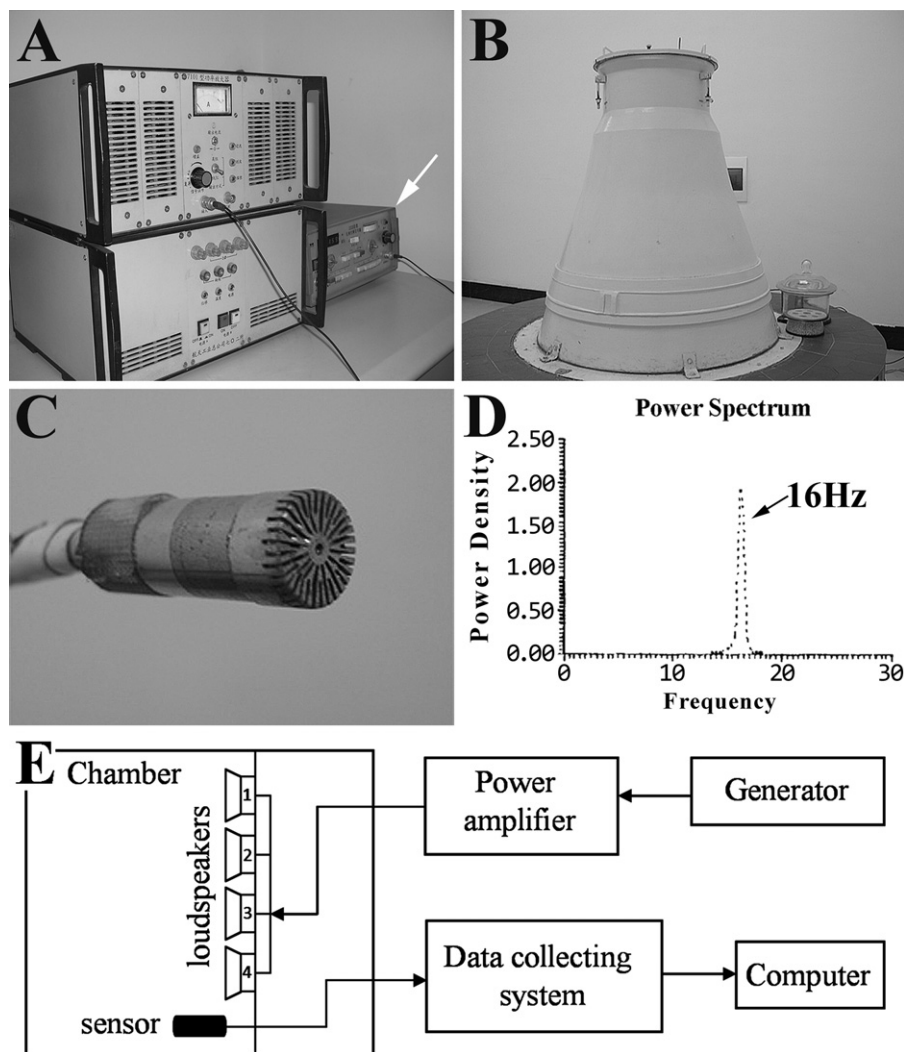 A
B
C
D
Power Spectrum
Power Density
2.50
2.00
1.50
1.00
0.50
0.00
16Hz
0
10
20
30
Frequency
E
Chamber
loudspeakers
1
2
3
4
sensor
Power
amplifier
Generator
Data collecting
system
Computer